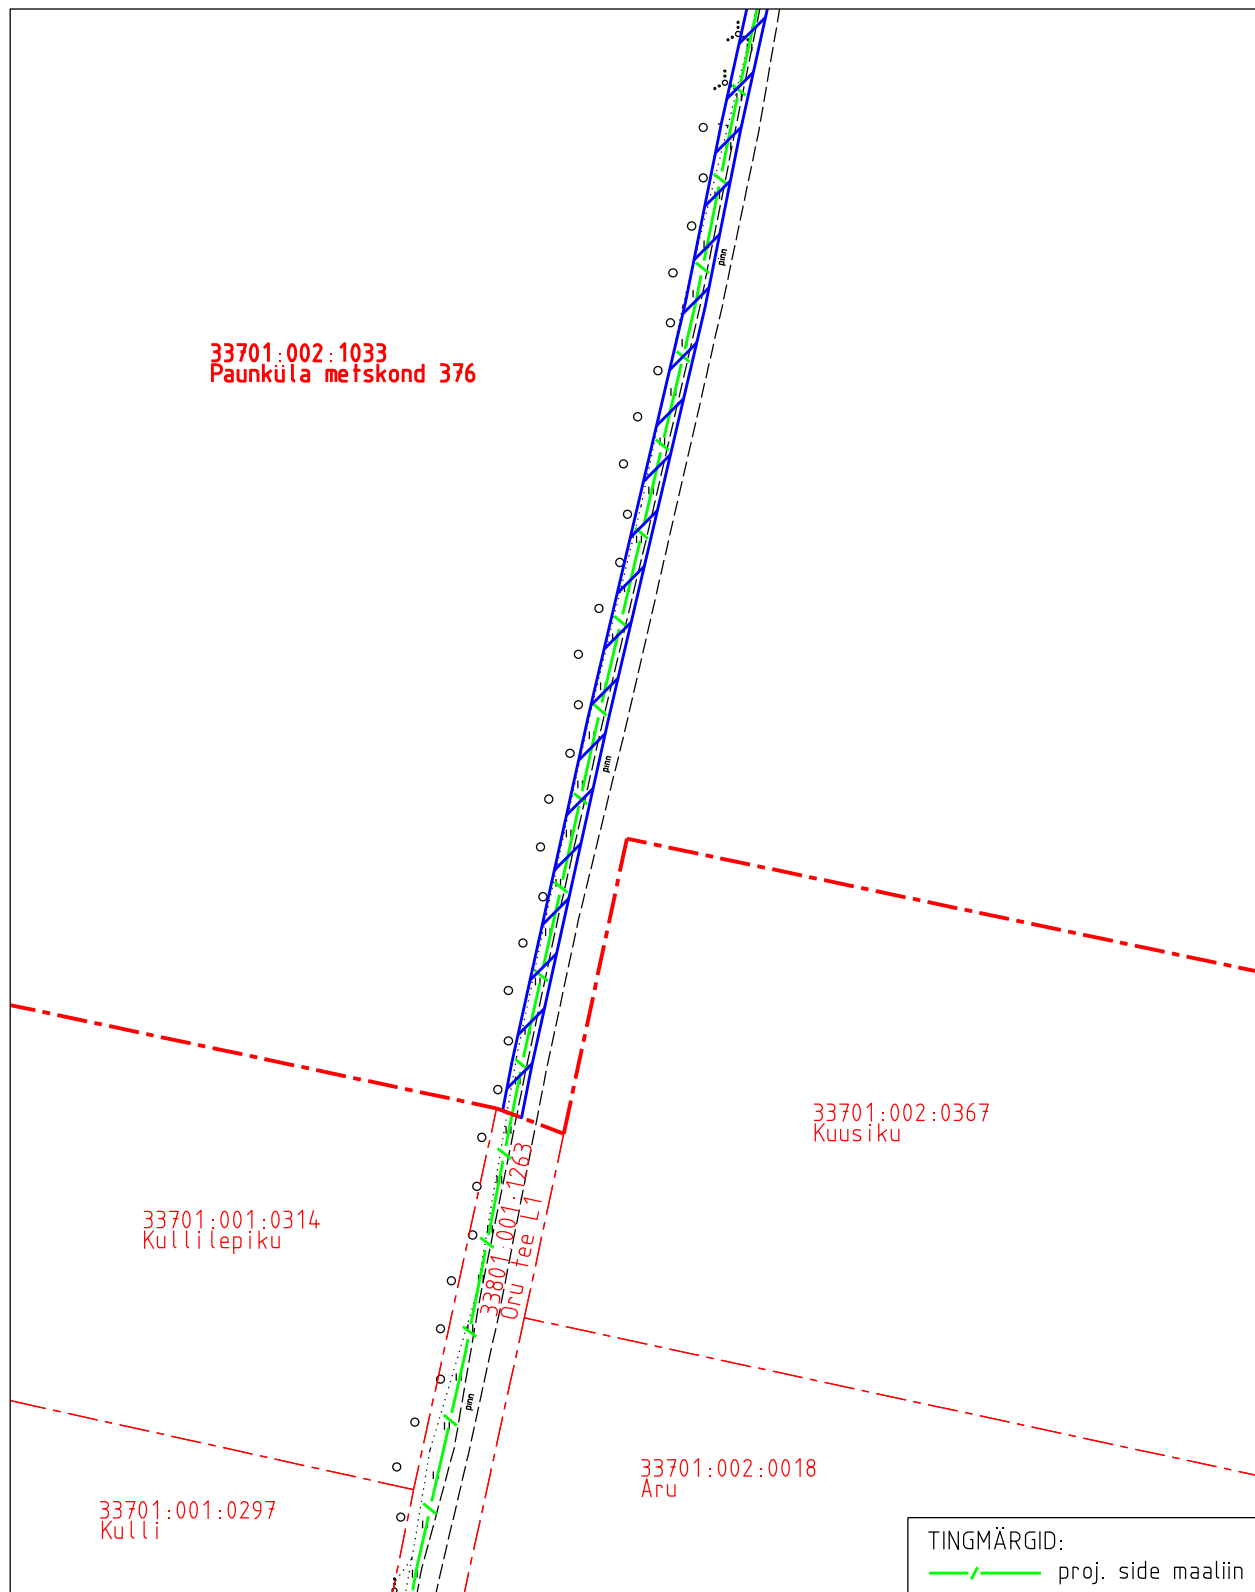 pinn
33701:002:1033
Paunküla metskond 376
pinn
33701:002:0367
Kuusiku
33801:001:1263
Oru tee L1
33701:001:0314
Kullilepiku
pinn
33701:002:0018
Aru
33701:001:0297
Kulli
TINGMÄRGID:
proj. side maaliin